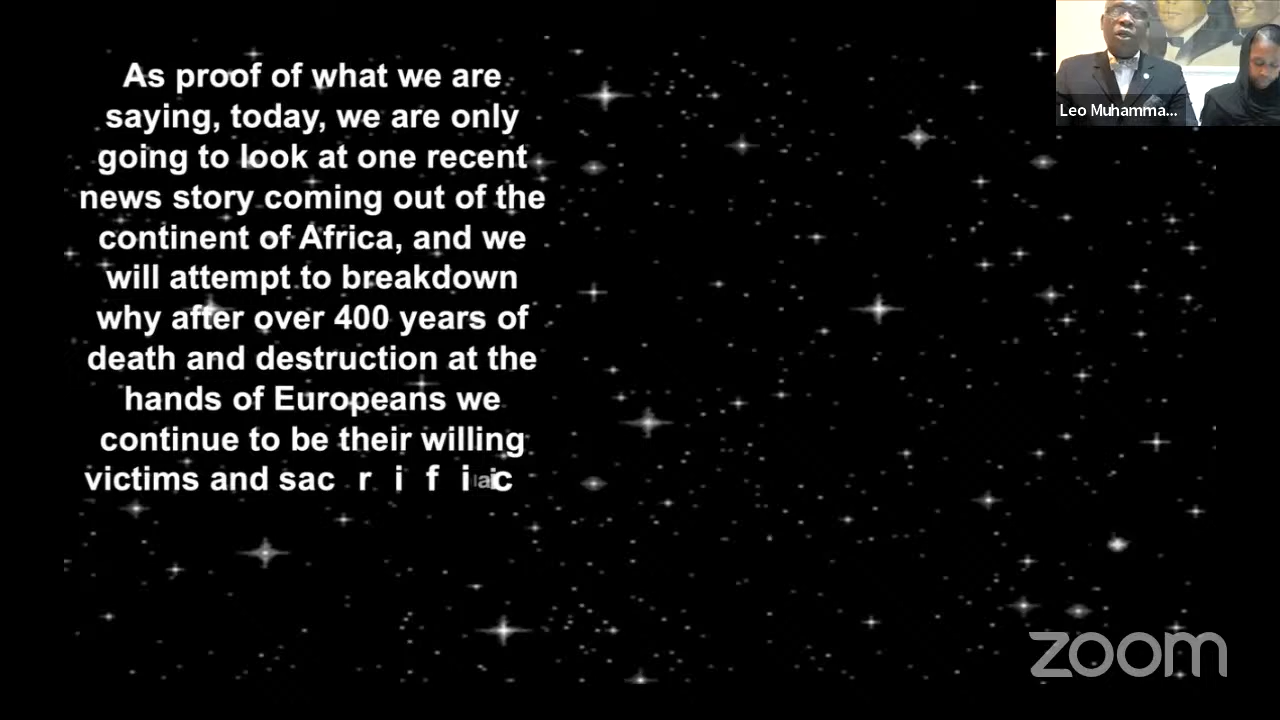 As proof of what we are
saying, today, we are only
going to look at one recent
news story coming out of the
continent of Africa, and we
will attempt to breakdown
why after over 400 years of
death and destruction at the
hands of Europeans we
continue to be their willing
victims and sac r i f i c
Leo Muhamma...
zoom